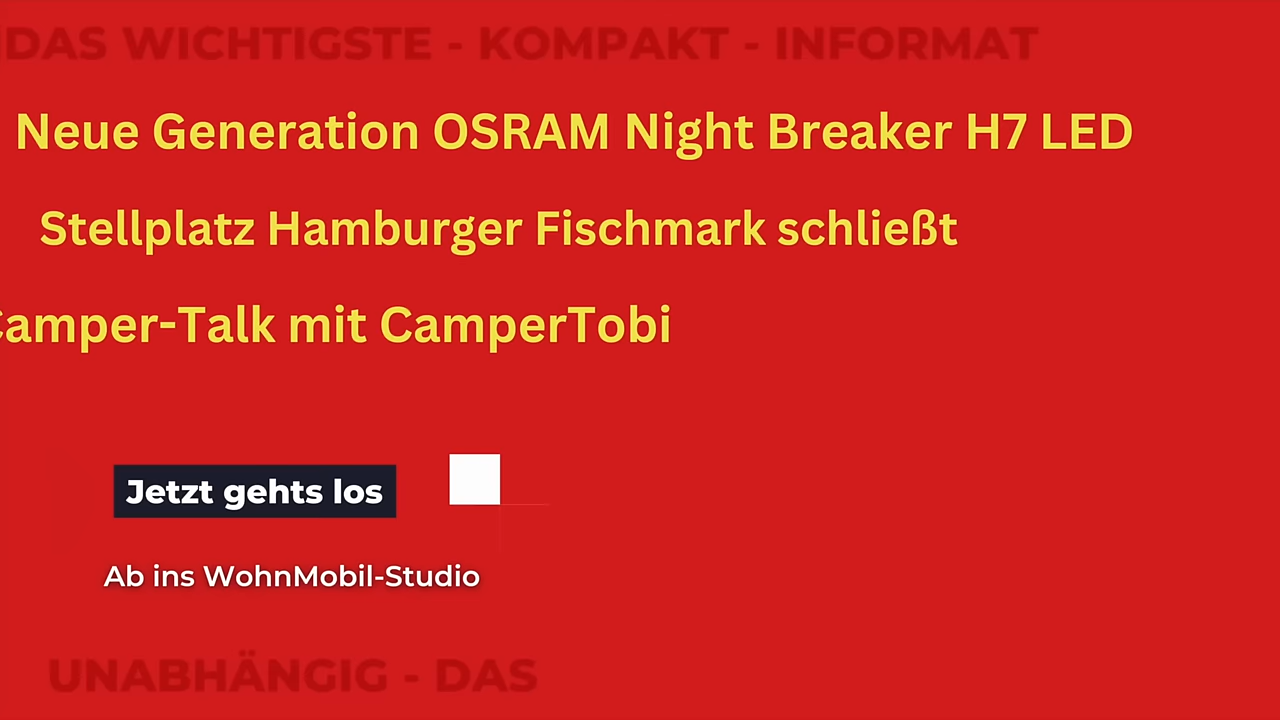 DAS WICHTIGSTE - KOMPAKT - INFORMAT
Neue Generation OSRAM Night Breaker H7 LED
Stellplatz Hamburger Fischmark schließt
Camper-Talk mit CamperTobi
Jetzt gehts los
Ab ins WohnMobil-Studio
UNABHÄNGIG - DAS